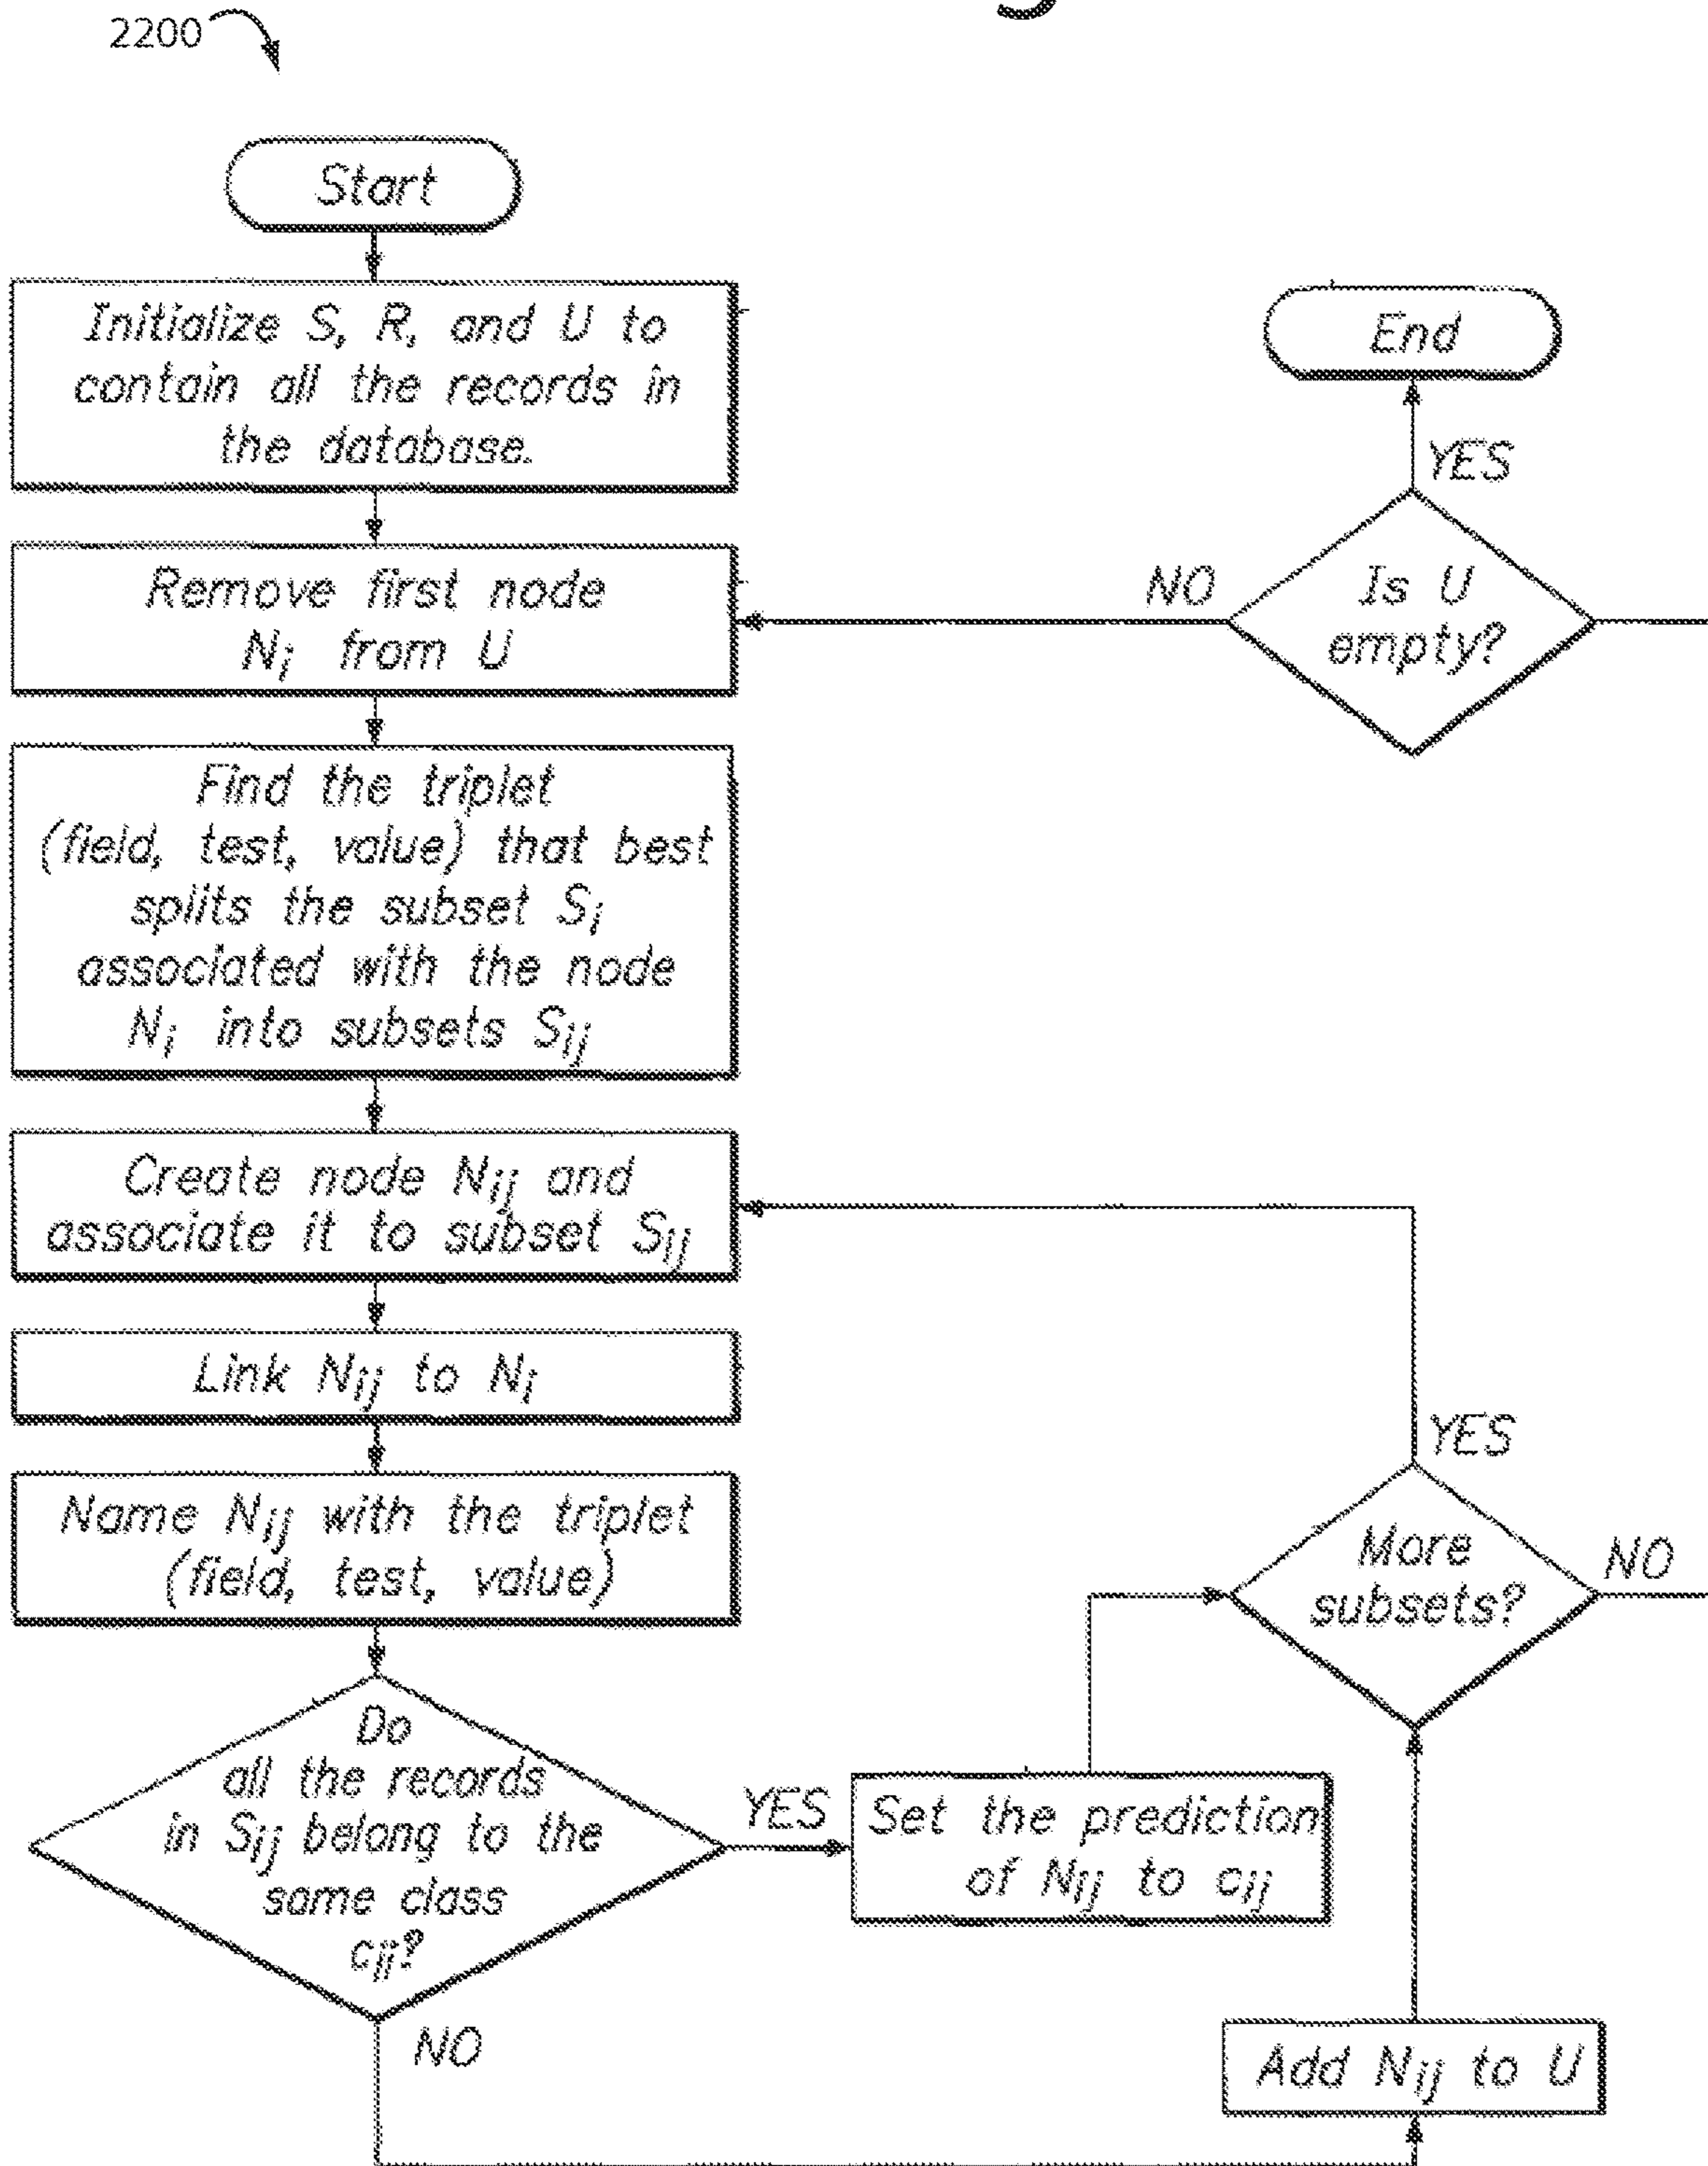 2200
Start
Initialize S, R, and U to
contain all the records in
the database.
Remove first node
Ni from U
Find the triplet
(field, test, value) that best
splits the subset Si
associated with the node
Ni into subsets Sij
Create node Nij and
associate it to subset Sij
Link Nij to Ni
Name Nij with the triplet
(field, test, value)
Do
all the records
in Sij belong to the
same class
cij?
YES
NO
Set the prediction
of Nij to cij
Add Nij to U
More
subsets?
YES
NO
Is U
empty?
NO
YES
End